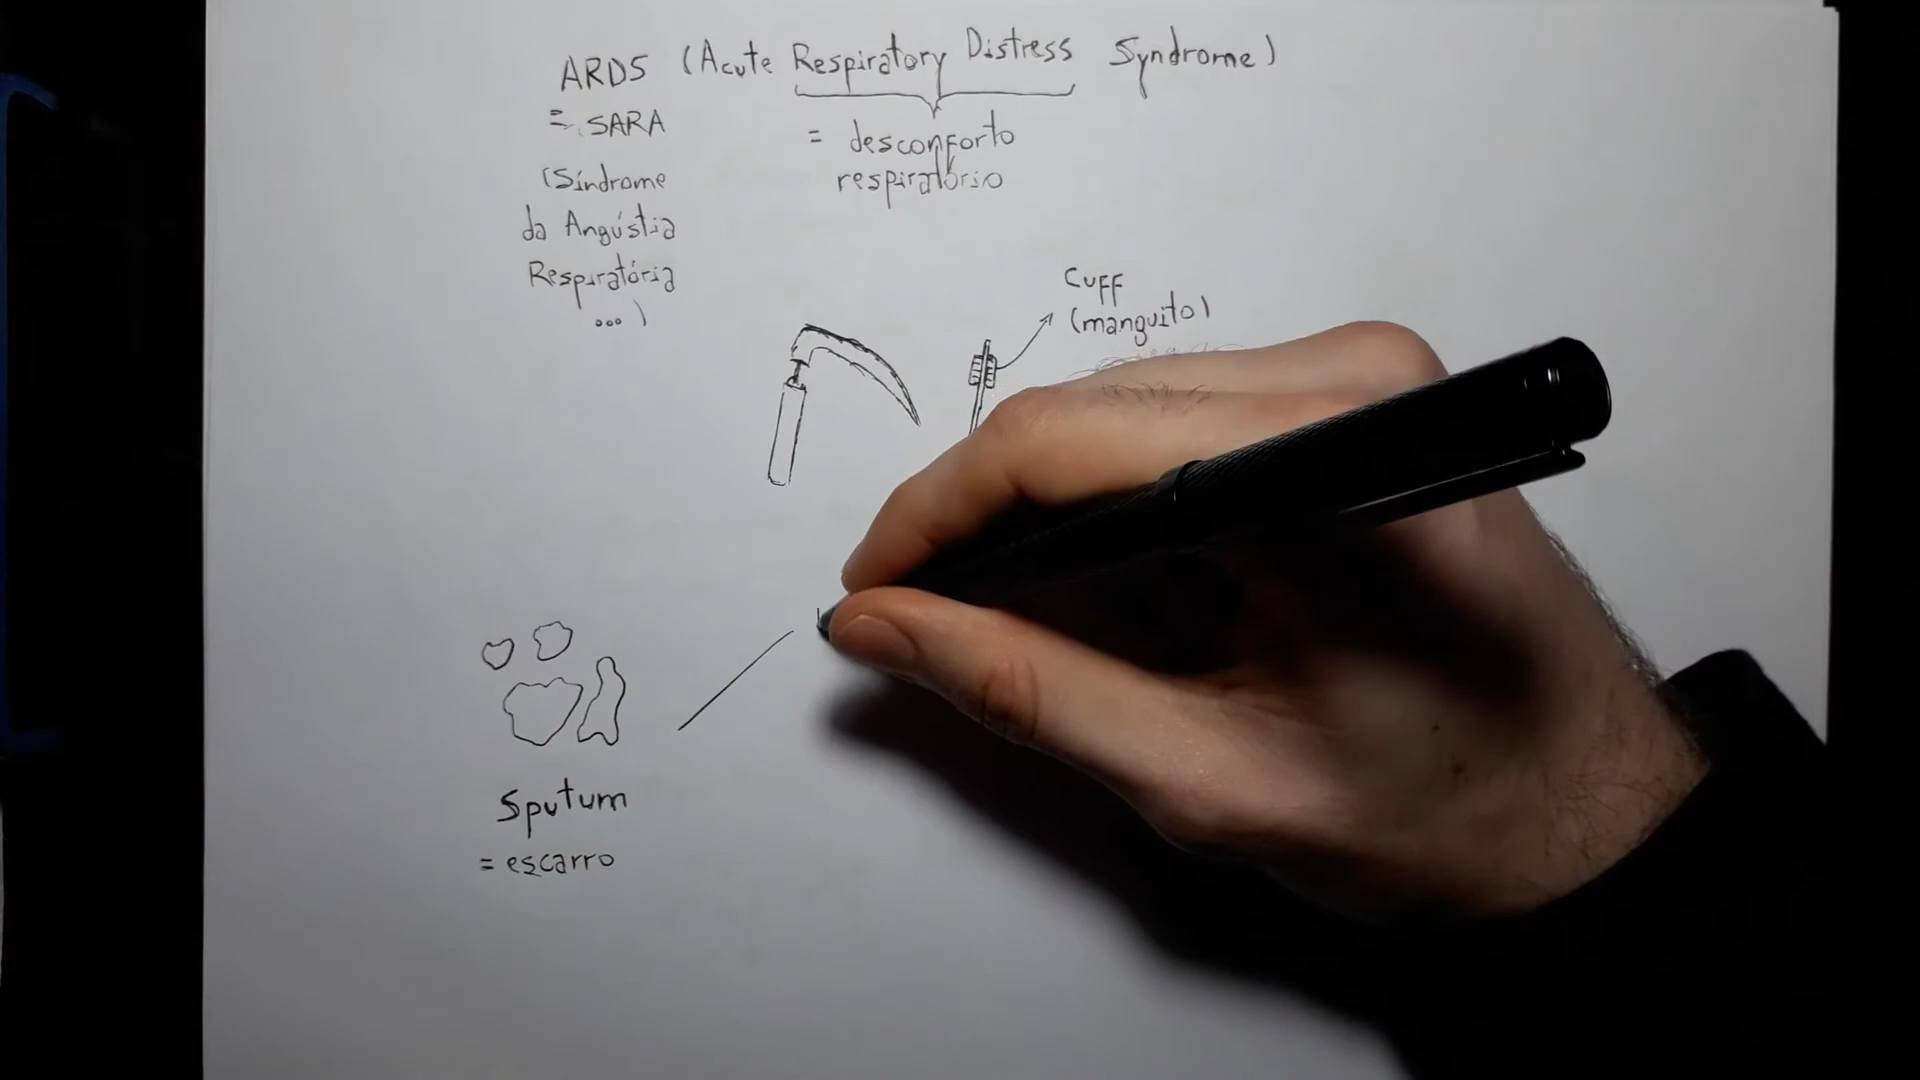 ARDS (Acute Respiratory Distress Syndrome)
= SARA
(Síndrome
da Angústia
Respiratória
...)
= desconforto
respiratório
Cuff
(manguito)
Sputum
= escarro